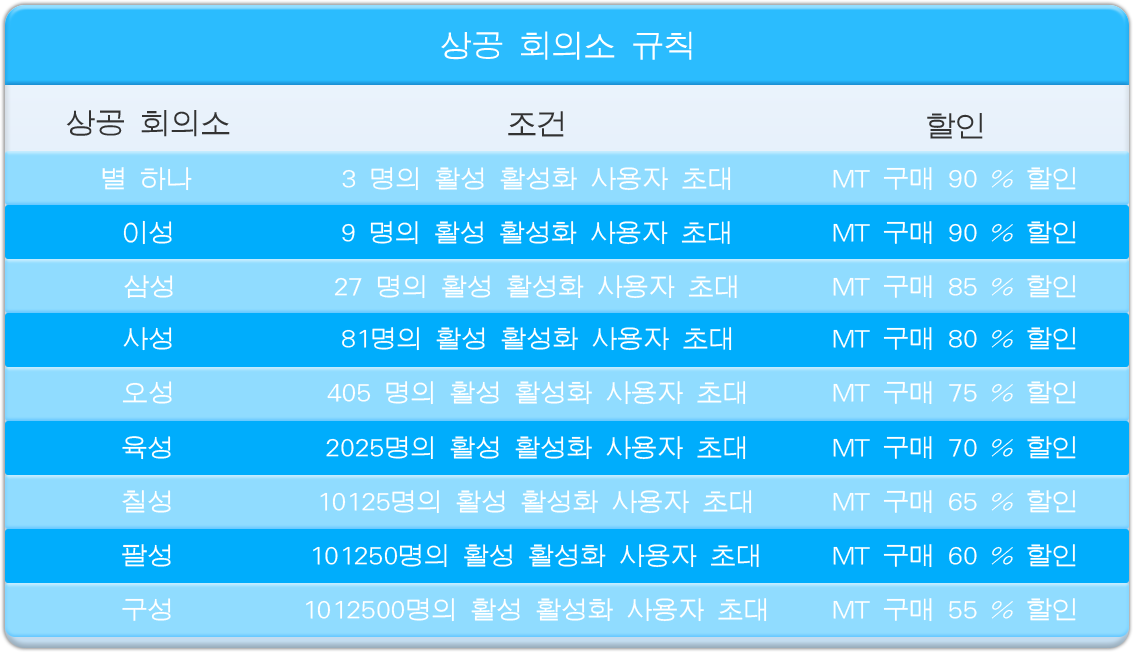 상공 회의소 규칙
상공 회의소 조건 할인
별 하나 3 명의 활성 활성화 사용자 초대 MT 구매 90 % 할인
이성 9 명의 활성 활성화 사용자 초대 MT 구매 90 % 할인
삼성 27 명의 활성 활성화 사용자 초대 MT 구매 85 % 할인
사성 81명의 활성 활성화 사용자 초대 MT 구매 80 % 할인
오성 405 명의 활성 활성화 사용자 초대 MT 구매 75 % 할인
육성 2025명의 활성 활성화 사용자 초대 MT 구매 70 % 할인
칠성 10125명의 활성 활성화 사용자 초대 MT 구매 65 % 할인
팔성 101250명의 활성 활성화 사용자 초대 MT 구매 60 % 할인
구성 1012500명의 활성 활성화 사용자 초대 MT 구매 55 % 할인